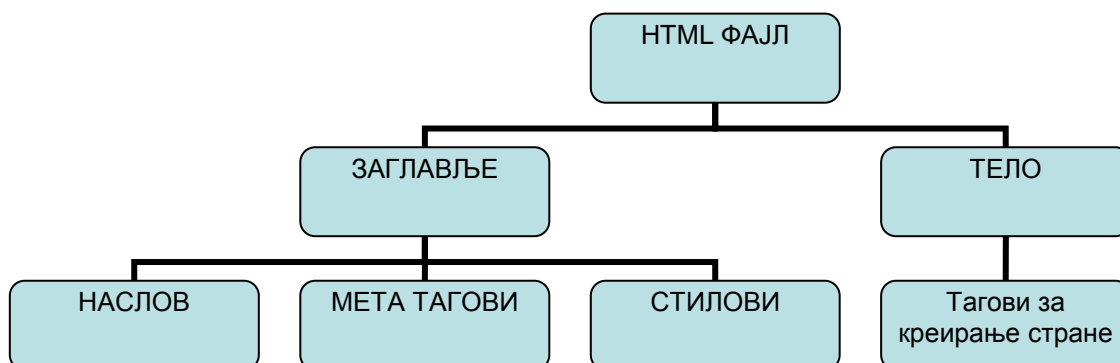 HTML ФАЈЛ
ЗАГЛАВЉЕ
ТЕЛО
НАСЛОВ
МЕТА ТАГОВИ
СТИЛОВИ
Тагови за
креирање стране